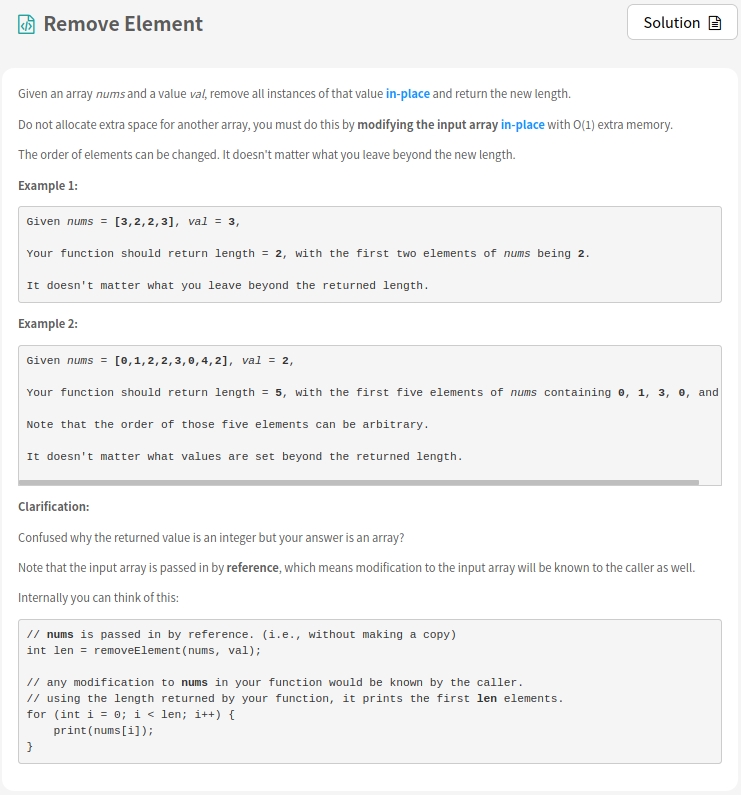 Remove Element
Solution
Given an array nums and a value val, remove all instances of that value in-place and return the new length.
Do not allocate extra space for another array, you must do this by modifying the input array in-place with O(1) extra memory.
The order of elements can be changed. It doesn't matter what you leave beyond the new length.
Example 1:
Given nums = [3,2,2,3], val = 3,
Your function should return length = 2, with the first two elements of nums being 2.
It doesn't matter what you leave beyond the returned length.
Example 2:
Given nums = [0,1,2,2,3,0,4,2], val = 2,
Your function should return length = 5, with the first five elements of nums containing 0, 1, 3, 0, and
Note that the order of those five elements can be arbitrary.
It doesn't matter what values are set beyond the returned length.
Clarification:
Confused why the returned value is an integer but your answer is an array?
Note that the input array is passed in by reference, which means modification to the input array will be known to the caller as well.
Internally you can think of this:
// nums is passed in by reference. (i.e., without making a copy)
int len = removeElement(nums, val);
// any modification to nums in your function would be known by the caller.
// using the length returned by your function, it prints the first len elements.
for (int i = 0; i < len; i++) {
    print(nums[i]);
}